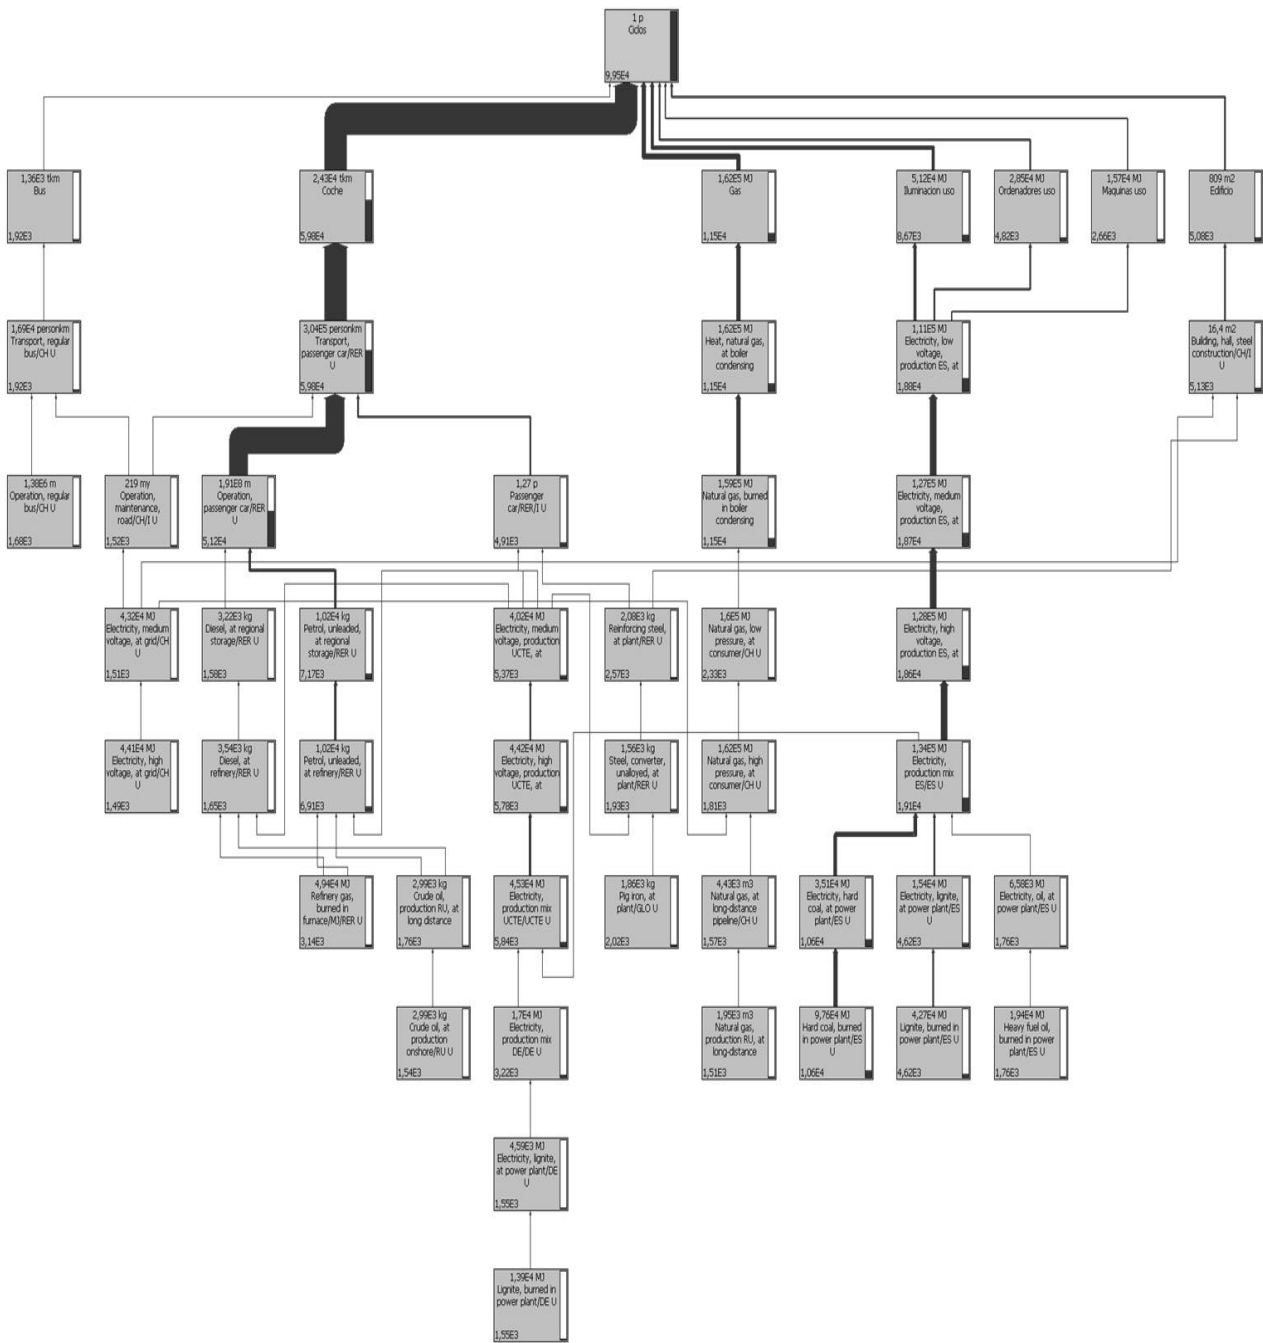 1 p
Ciclos
9,95E4
1,36E3 tkm
Bus
1,92E3
2,43E4 tkm
Coche
5,98E4
1,62E5 MJ
Gas
1,15E4
5,12E4 MJ
Iluminacion uso
8,67E3
2,85E4 MJ
Ordenadores uso
4,82E3
1,57E4 MJ
Maquinas uso
2,66E3
809 m2
Edificio
5,08E3
1,69E4 personkm
Transport, regular
bus/CH U
1,92E3
3,04E5 personkm
Transport,
passenger car/RER
U
5,98E4
1,62E5 MJ
Heat, natural gas,
at boiler
condensing
1,15E4
1,11E5 MJ
Electricity, low
voltage,
production ES, at
1,88E4
16,4 m2
Building, hall, steel
construction/CH/I
U
5,13E3
1,38E6 m
Operation, regular
bus/CH U
1,68E3
219 my
Operation,
maintenance,
road/CH/I U
1,52E3
1,91E8 m
Operation,
passenger car/RER
U
5,12E4
1,27 p
Passenger
car/RER/I U
4,91E3
1,59E5 MJ
Natural gas, burned
in boiler
condensing
1,15E4
1,27E5 MJ
Electricity, medium
voltage,
production ES, at
1,87E4
4,32E4 MJ
Electricity, medium
voltage, at grid/CH
U
1,51E3
3,22E3 kg
Diesel, at regional
storage/RER U
1,58E3
1,02E4 kg
Petrol, unleaded,
at regional
storage/RER U
7,17E3
4,02E4 MJ
Electricity, medium
voltage, production
UCTE, at
5,37E3
2,08E3 kg
Reinforcing steel,
at plant/RER U
2,57E3
1,6E5 MJ
Natural gas, low
pressure, at
consumer/CH U
2,33E3
1,28E5 MJ
Electricity, high
voltage,
production ES, at
1,86E4
4,41E4 MJ
Electricity, high
voltage, at grid/CH
U
1,49E3
3,54E3 kg
Diesel, at
refinery/RER U
1,65E3
1,02E4 kg
Petrol, unleaded,
at refinery/RER U
6,91E3
4,42E4 MJ
Electricity, high
voltage, production
UCTE, at
5,78E3
1,56E3 kg
Steel, converter,
unalloyed, at
plant/RER U
1,93E3
1,62E5 MJ
Natural gas, high
pressure, at
consumer/CH U
1,81E3
1,34E5 MJ
Electricity,
production mix
ES/ES U
1,91E4
4,94E4 MJ
Refinery gas,
burned in
furnace/MJ/RER U
3,14E3
2,99E3 kg
Crude oil,
production RU, at
long distance
1,76E3
4,53E4 MJ
Electricity,
production mix
UCTE/UCTE U
5,84E3
1,86E3 kg
Pig iron, at
plant/GLO U
2,02E3
4,43E3 m3
Natural gas, at
long-distance
pipeline/CH U
1,57E3
3,51E4 MJ
Electricity, hard
coal, at power
plant/ES U
1,06E4
1,54E4 MJ
Electricity, lignite,
at power plant/ES
U
4,62E3
6,58E3 MJ
Electricity, oil, at
power plant/ES U
1,76E3
2,99E3 kg
Crude oil, at
production
onshore/RU U
1,54E3
1,7E4 MJ
Electricity,
production mix
DE/DE U
3,22E3
1,95E3 m3
Natural gas,
production RU, at
long-distance
1,51E3
9,76E4 MJ
Hard coal, burned
in power plant/ES
U
1,06E4
4,27E4 MJ
Lignite, burned in
power plant/ES U
4,62E3
1,94E4 MJ
Heavy fuel oil,
burned in power
plant/ES U
1,76E3
4,59E3 MJ
Electricity, lignite,
at power plant/DE
U
1,55E3
1,39E4 MJ
Lignite, burned in
power plant/DE U
1,55E3